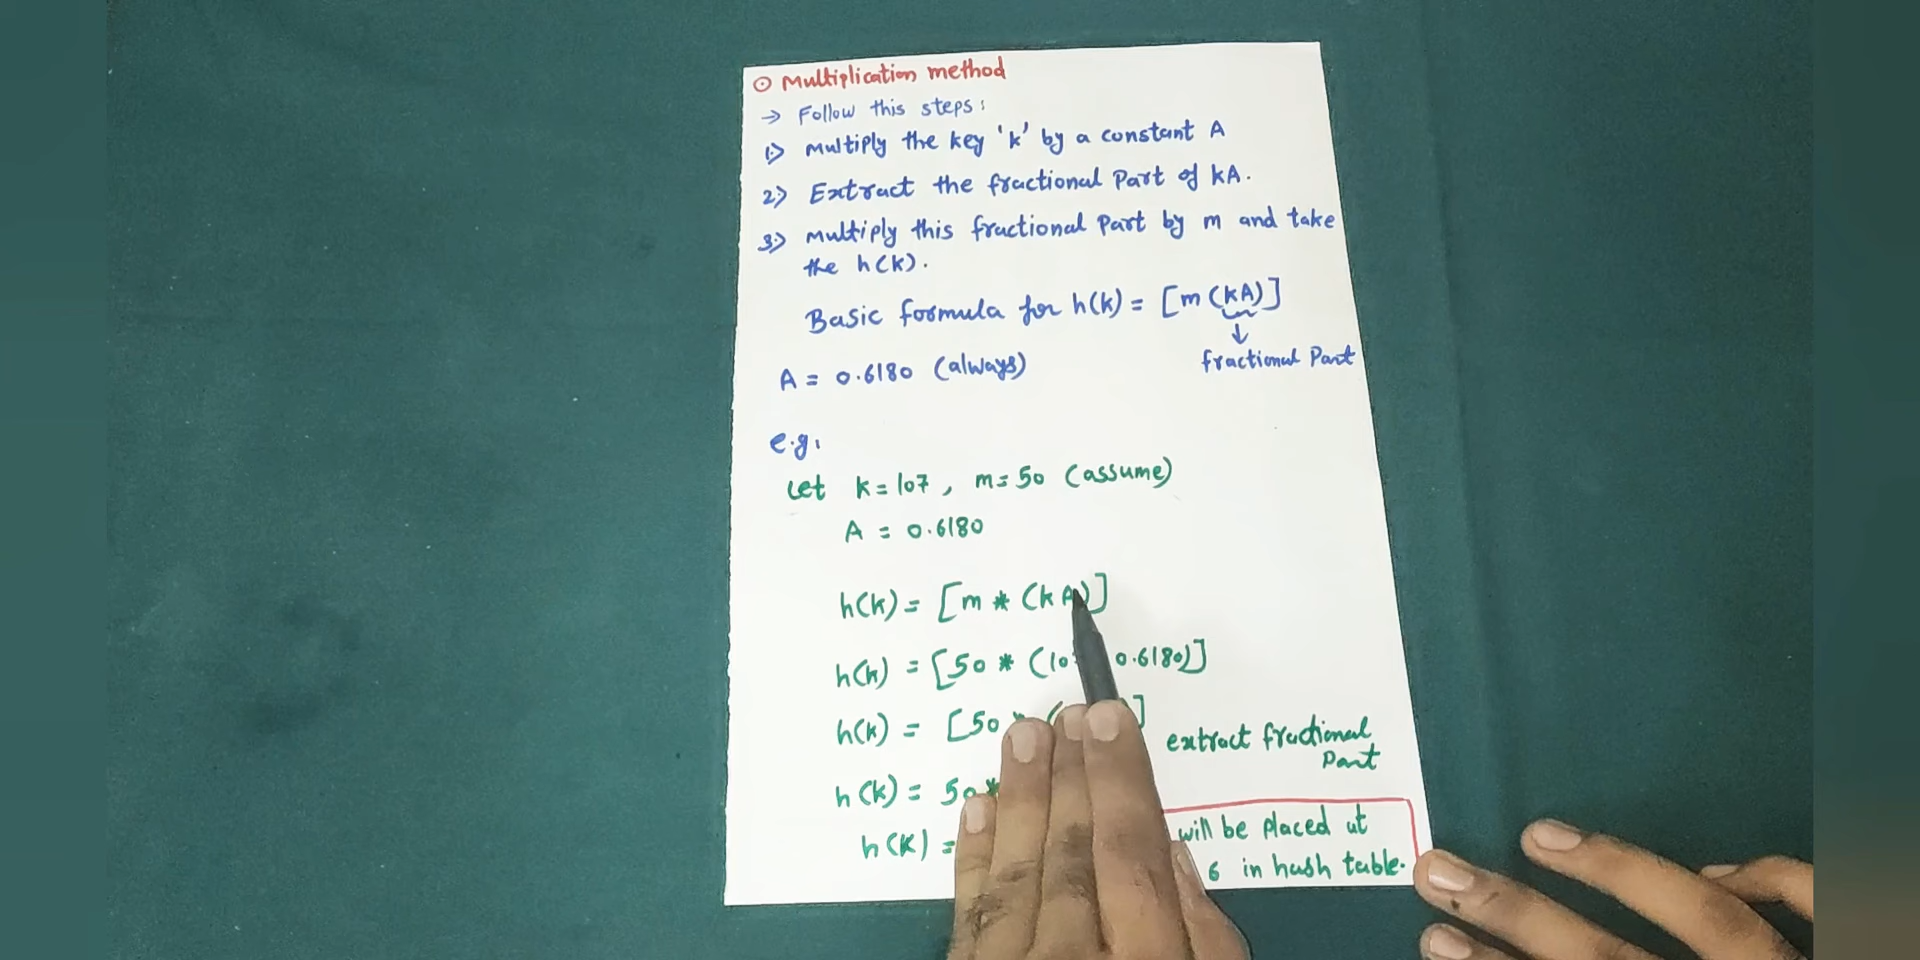 ⊙ Multiplication method
→ Follow this steps:
1.> Multiply the key 'k' by a constant A
2.> Extract the fractional Part of kA.
3.> Multiply this fractional Part by m and take
the h(k).
Basic formula for h(k) = [m (kA)]
↓
fractional Part
A = 0.6180 (always)
e.g.
Let k = 107, m = 50 (assume)
A = 0.6180
h(k) = [m * (kA)]
h(k) = [50 * (10 0.6180)]
h(k) = [50 * ( ]
extract fractional
Part
h(k) = 50 *
h(k) =
will be placed at
6 in hash table.